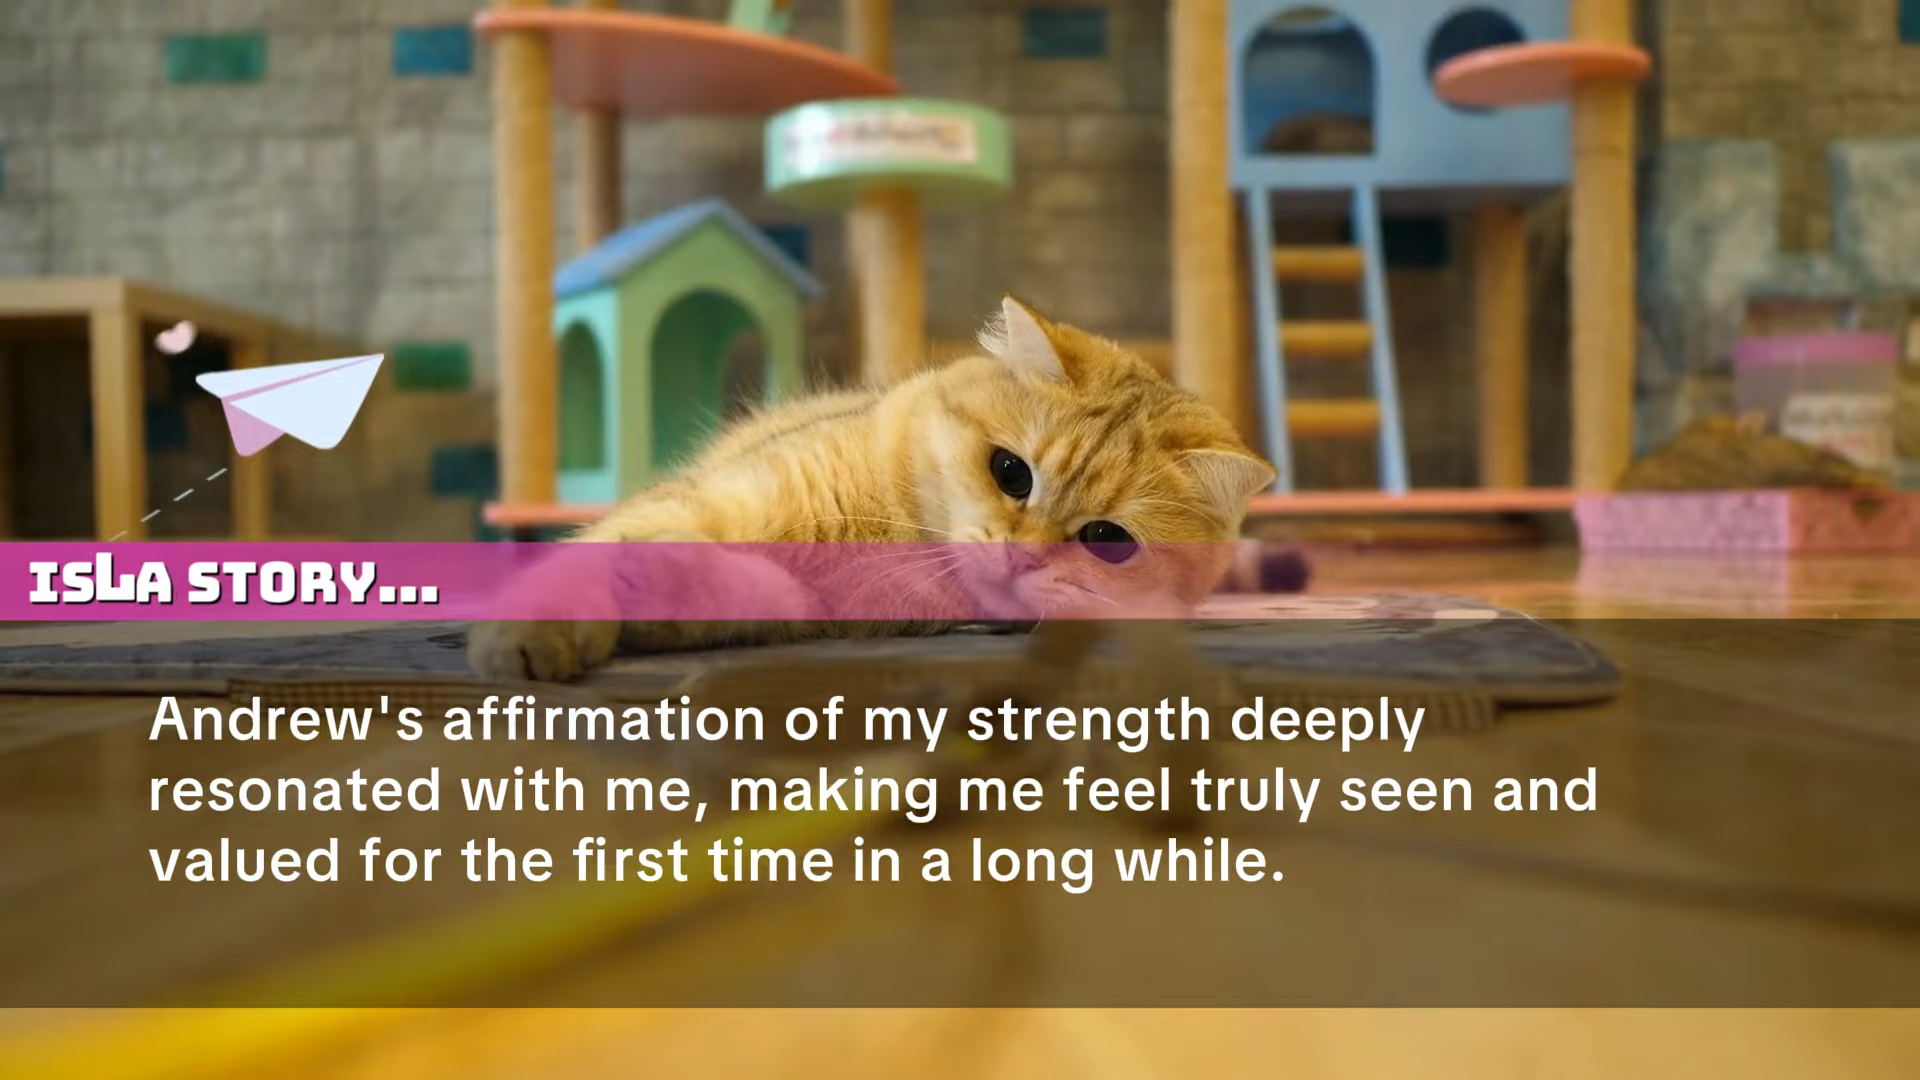 ISLA STORY...
Andrew's affirmation of my strength deeply
resonated with me, making me feel truly seen and
valued for the first time in a long while.